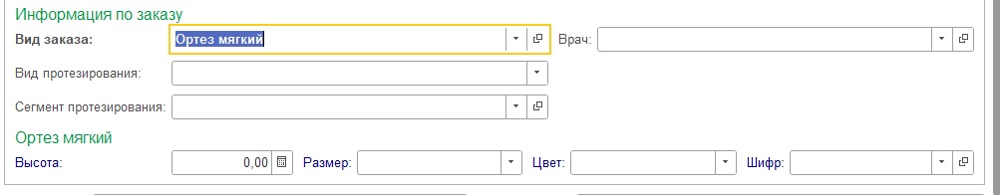 Информация по заказу
Вид заказа: Ортез мягкий Врач:
Вид протезирования:
Сегмент протезирования:
Ортез мягкий
Высота: 0,00 Размер: Цвет: Шифр: